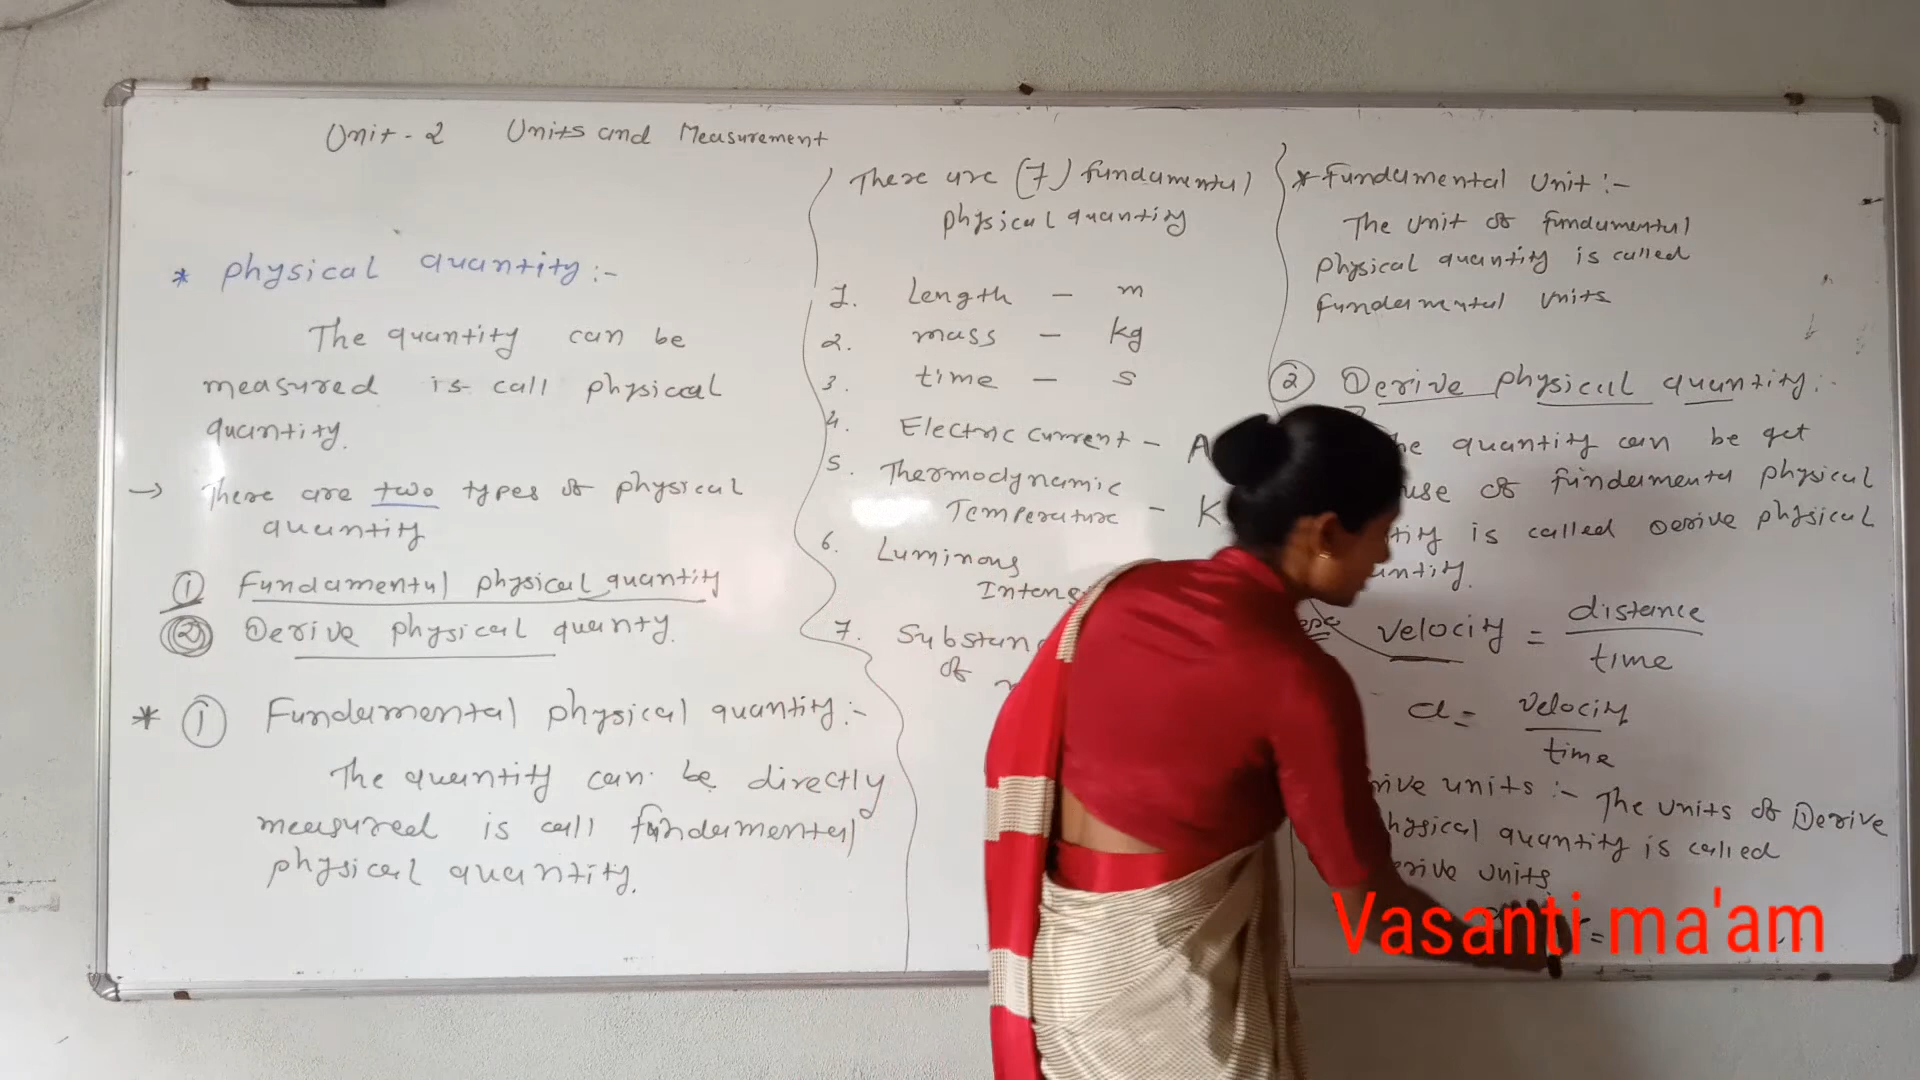 Unit - 2 Units and Measurement
* Physical quantity :-
The quantity can be
measured is call physical
quantity.
→ There are two types of physical
quantity
① Fundamental physical quantity
② Derive physical quanty.
* ① Fundamental physical quantity :-
The quantity can be directly
measured is call fundamental
physical quantity.
There are (7) fundamental
physical quantity
1. Length - m
2. mass - kg
3. time - s
4. Electric current - A
5. Thermodynamic
Temperature - K
6. Luminous
7.
of
* Fundamental Unit :-
The unit of fundamental
physical quantity is called
fundamental units
② Derive physical quantity :-
quantity can be get
use of fundamental physical
is called Derive physical
velocity = distance
time
a = velocity
time
units :- The units of Derive
quantity is called
units
=
Vasanti ma'am